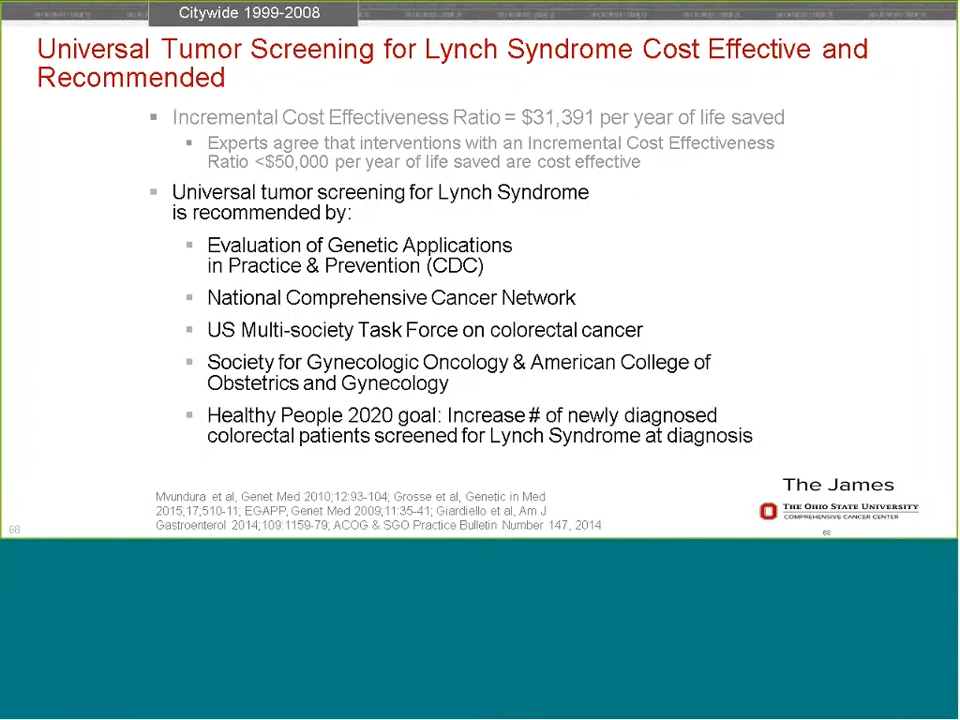 Citywide 1999-2008
Universal Tumor Screening for Lynch Syndrome Cost Effective and
Recommended
▪ Incremental Cost Effectiveness Ratio = $31,391 per year of life saved
▪ Experts agree that interventions with an Incremental Cost Effectiveness
Ratio <$50,000 per year of life saved are cost effective
▪ Universal tumor screening for Lynch Syndrome
is recommended by:
▪ Evaluation of Genetic Applications
in Practice & Prevention (CDC)
▪ National Comprehensive Cancer Network
▪ US Multi-society Task Force on colorectal cancer
▪ Society for Gynecologic Oncology & American College of
Obstetrics and Gynecology
▪ Healthy People 2020 goal: Increase # of newly diagnosed
colorectal patients screened for Lynch Syndrome at diagnosis
Mvundura et al, Genet Med 2010;12:93-104; Grosse et al, Genetic in Med
2015;17;510-11; EGAPP, Genet Med 2009;11:35-41; Giardiello et al, Am J
Gastroenterol 2014;109:1159-79; ACOG & SGO Practice Bulletin Number 147, 2014
The James
THE OHIO STATE UNIVERSITY
COMPREHENSIVE CANCER CENTER
68
68